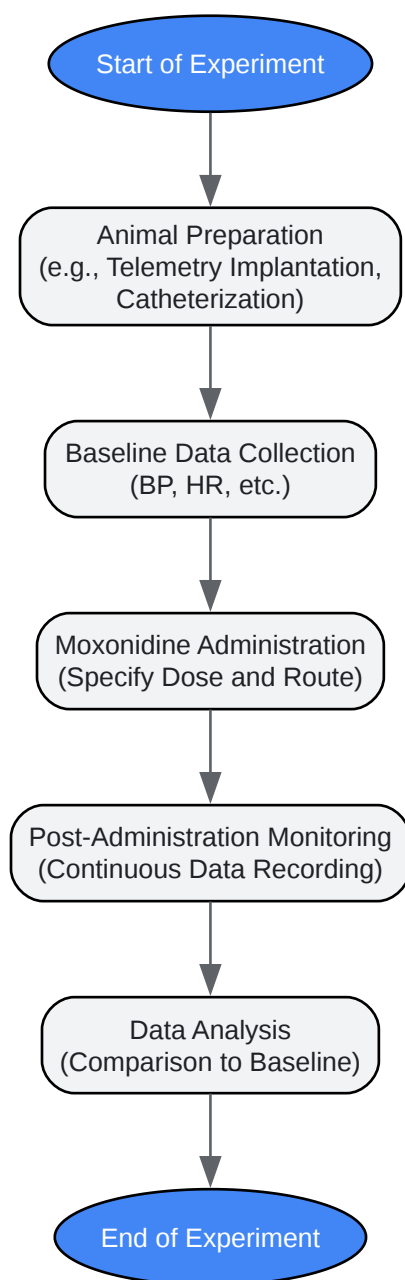 Start of Experiment
Animal Preparation
(e.g., Telemetry Implantation,
Catheterization)
Baseline Data Collection
(BP, HR, etc.)
Moxonidine Administration
(Specify Dose and Route)
Post-Administration Monitoring
(Continuous Data Recording)
Data Analysis
(Comparison to Baseline)
End of Experiment